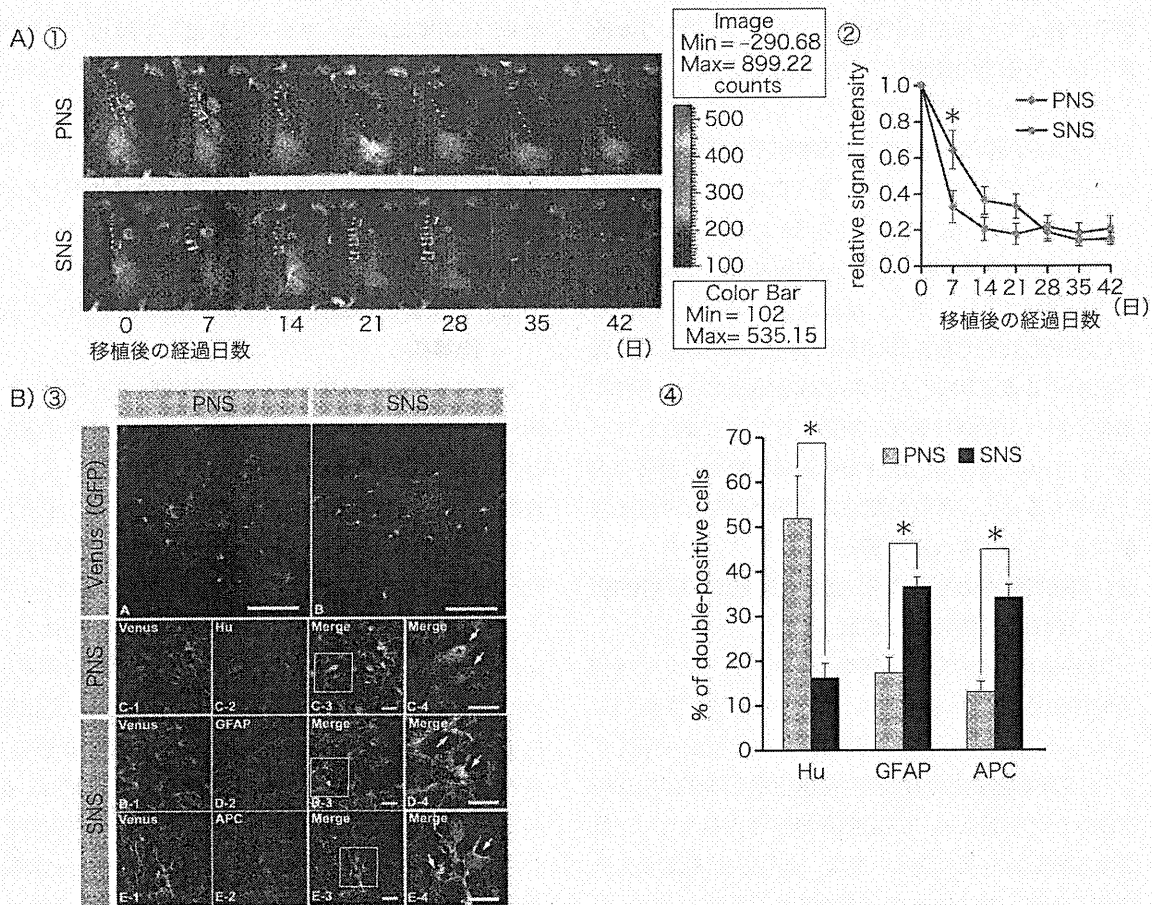 A) ①
PNS
SNS
0 7 14 21 28 35 42
移植後の経過日数 (日)
Image
Min = -290.68
Max= 899.22
counts
500
400
300
200
100
Color Bar
Min = 102
Max= 535.15
②
relative signal intensity
1.0
0.8
0.6
0.4
0.2
0.0
*
PNS
SNS
0 7 14 21 28 35 42
(日)
移植後の経過日数
B) ③
PNS SNS
Venus (GFP)
A B
PNS
Venus Hu Merge Merge
C-1 C-2 C-3 C-4
SNS
Venus GFAP Merge Merge
D-1 D-2 D-3 D-4
Venus APC Merge Merge
E-1 E-2 E-3 E-4
④
% of double-positive cells
70
60
50
40
30
20
10
0
* * *
PNS SNS
Hu GFAP APC